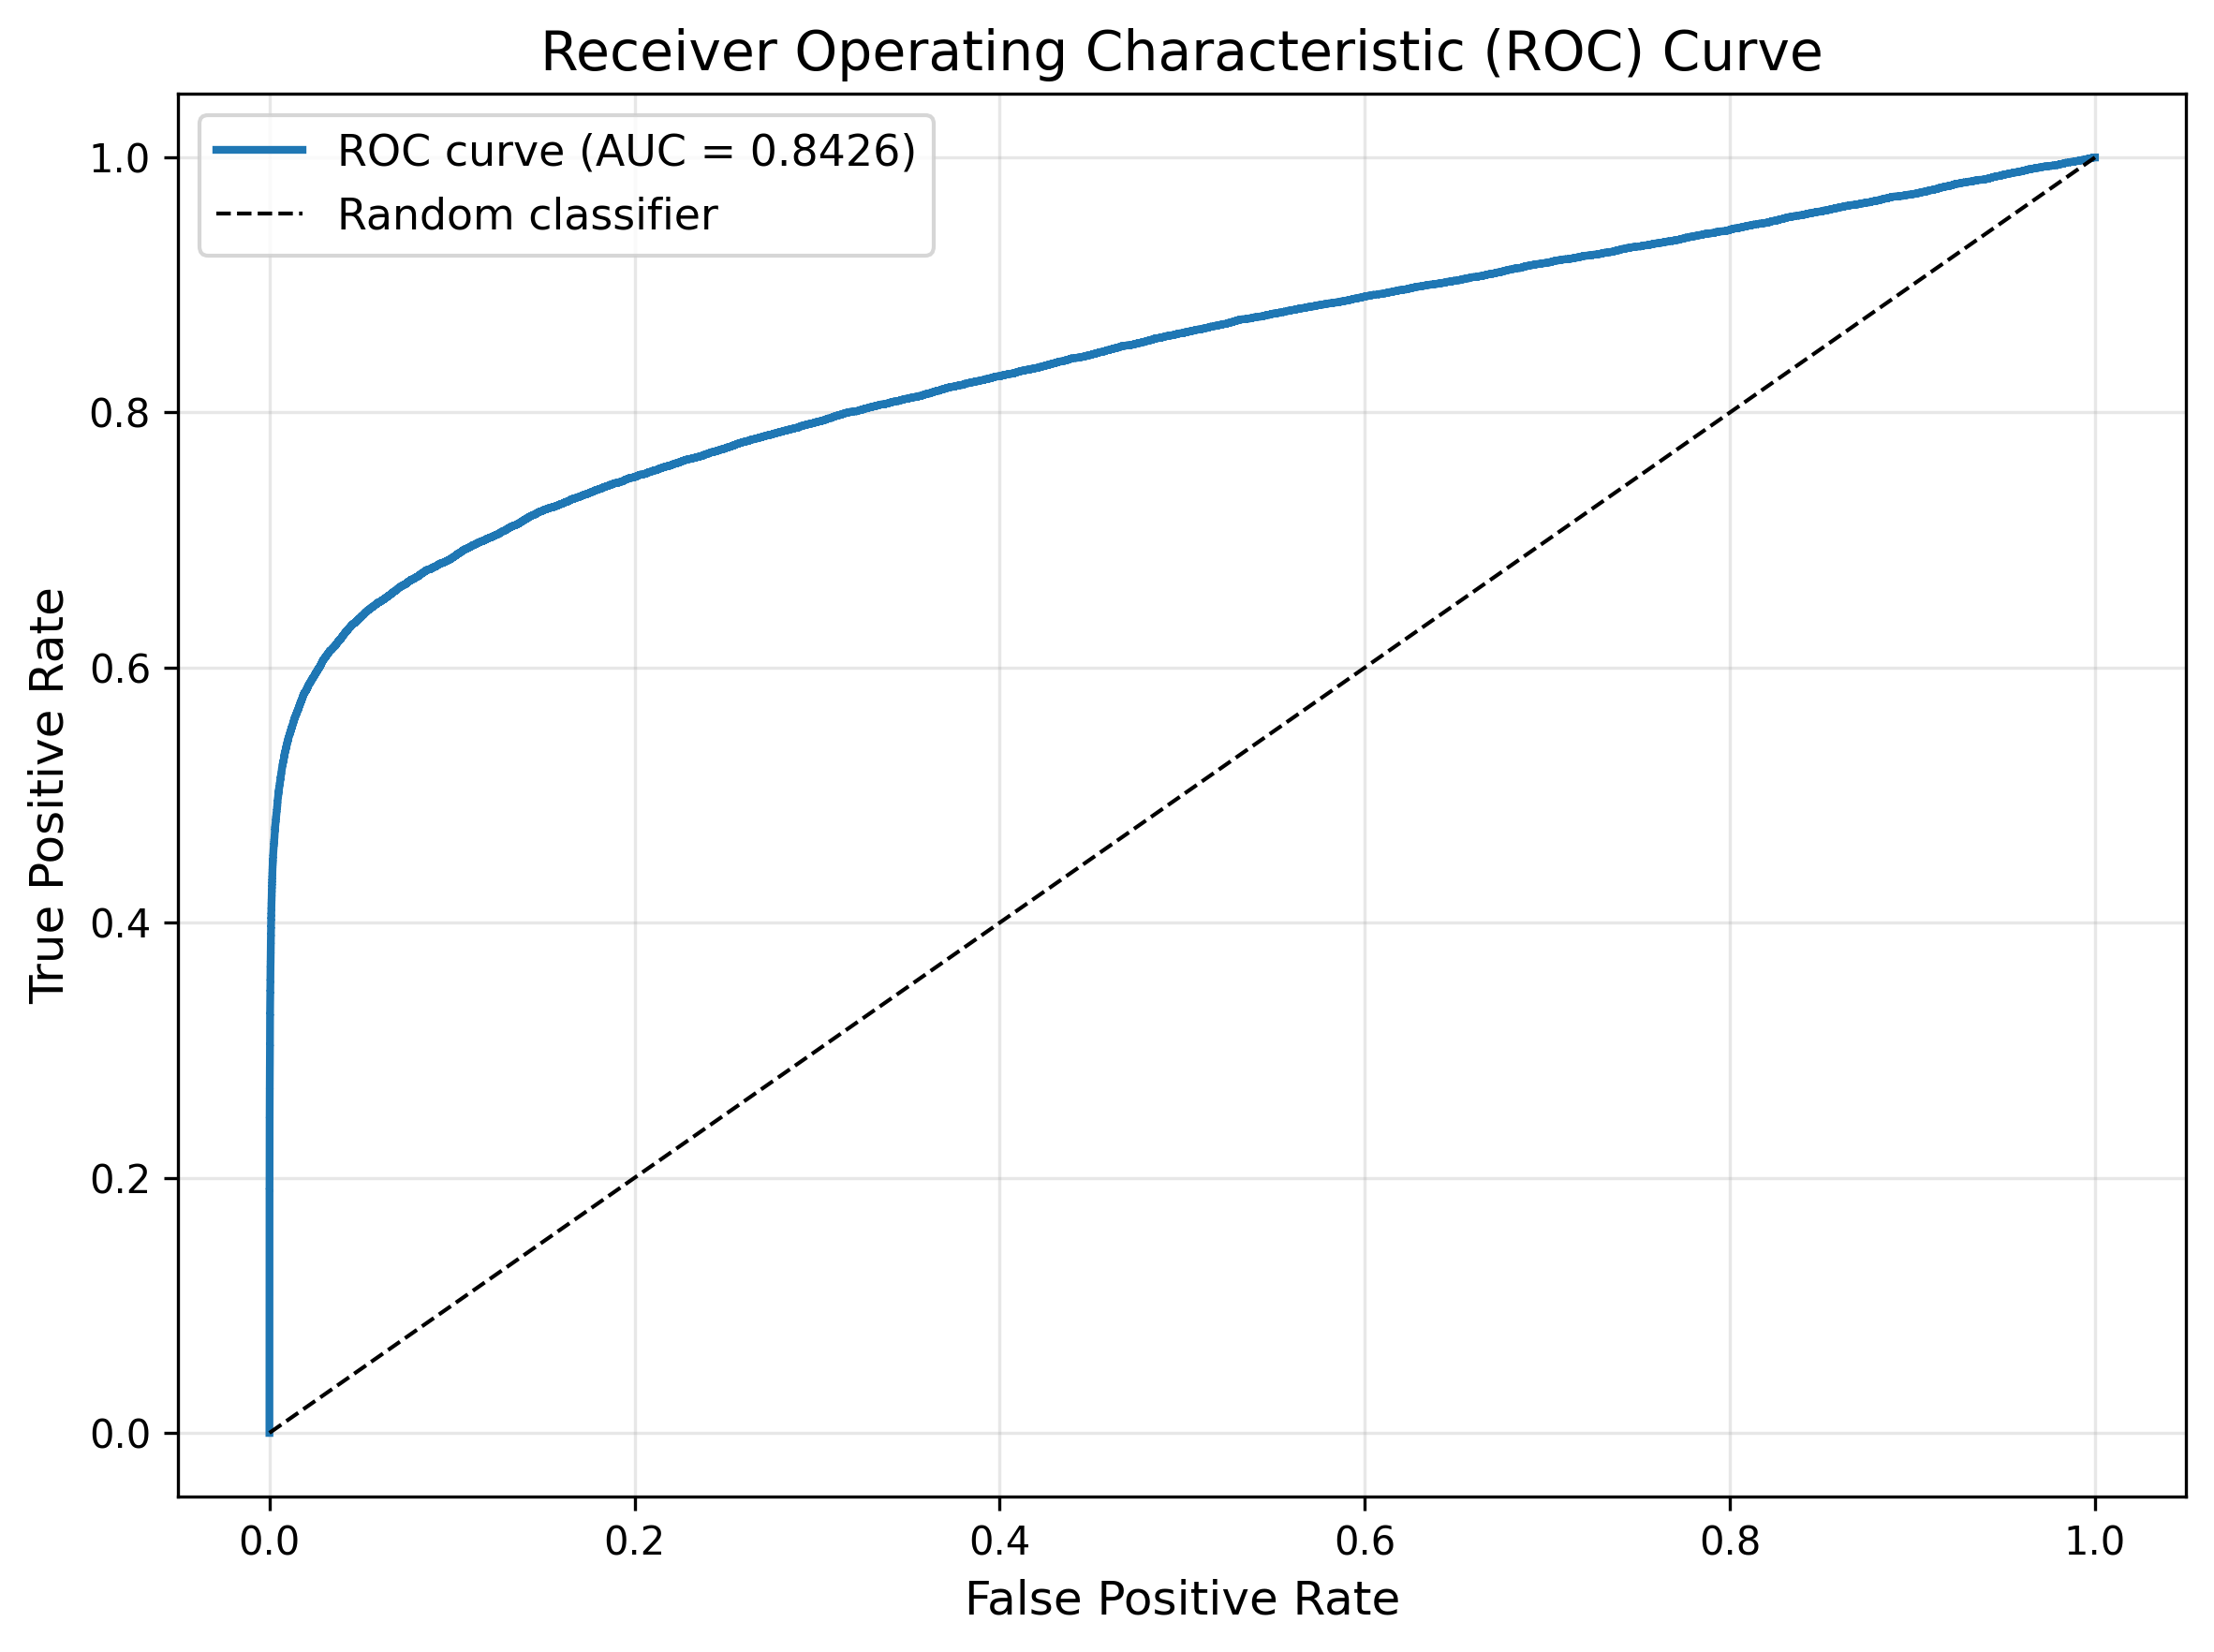 Receiver Operating Characteristic (ROC) Curve
ROC curve (AUC = 0.8426)
Random classifier
True Positive Rate
1.0
0.8
0.6
0.4
0.2
0.0
0.0 0.2 0.4 0.6 0.8 1.0
False Positive Rate